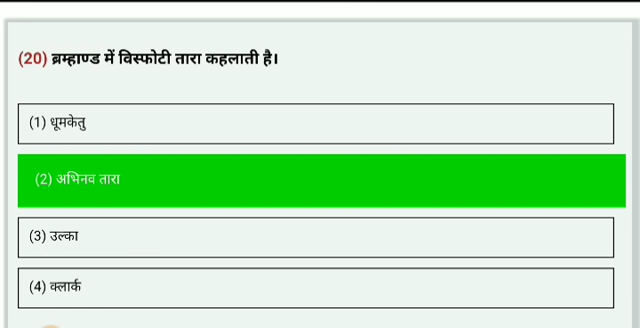 (20) ब्रम्हाण्ड में विस्फोटी तारा कहलाती है।
(1) धूमकेतु
(2) अभिनव तारा
(3) उल्का
(4) क्लार्क